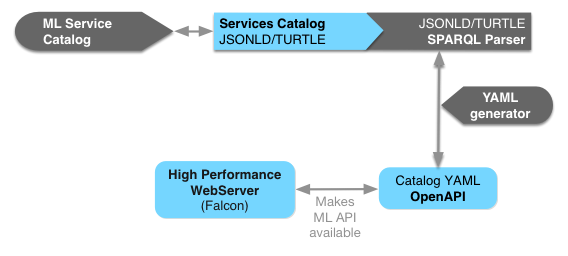 ML Service
Catalog
Services Catalog
JSONLD/TURTLE
JSONLD/TURTLE
SPARQL Parser
YAML
generator
High Performance
WebServer
(Falcon)
Makes
ML API
available
Catalog YAML
OpenAPI